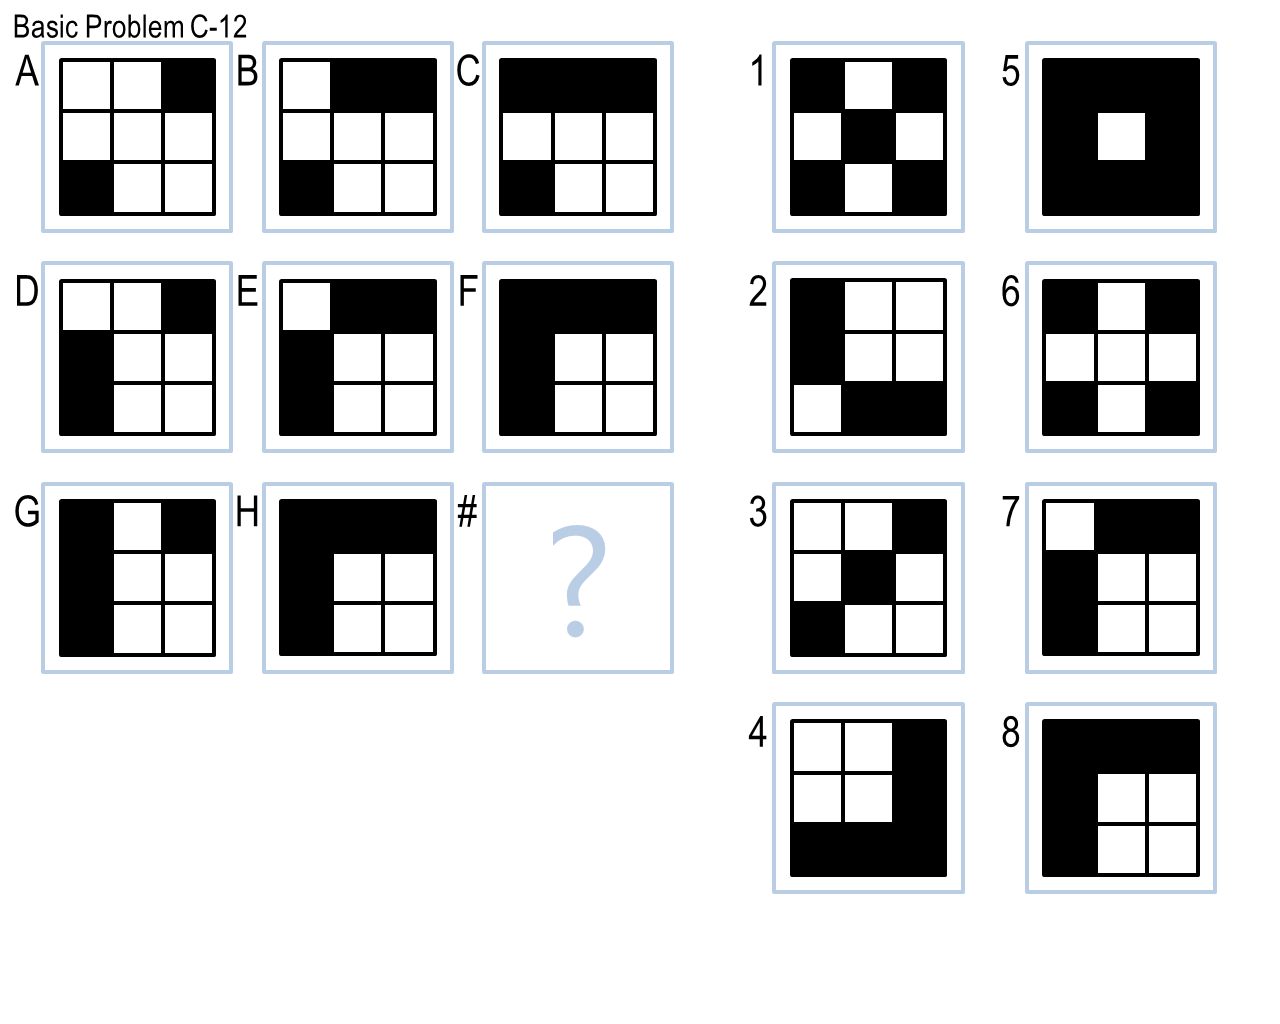 Basic Problem C-12
A B C 1 5
D E F 2 6
G H # 3 7
?
4 8